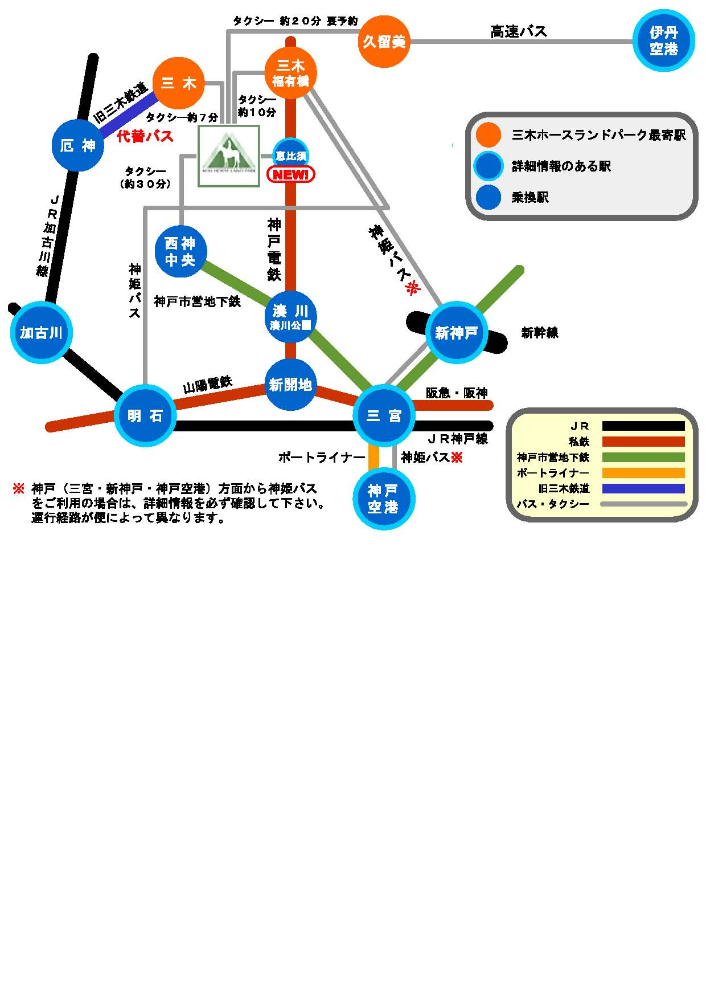 タクシー 約２０分 要予約
久留美
高速バス
伊丹
空港
三木
福有橋
三 木
旧三木鉄道
タクシー
約１０分
タクシー約７分
代替バス
厄 神
三木ホースランドパーク最寄駅
詳細情報のある駅
乗換駅
恵比須
NEW!
MIKI HORSE LAND PARK
タクシー
（約３０分）
ＪＲ加古川線
神戸電鉄
神姫バス※
西神
中央
神姫バス
神戸市営地下鉄
湊 川
湊川公園
加古川
新神戸
新幹線
新開地
山陽電鉄
明 石
三 宮
阪急・阪神
ＪＲ神戸線
ポートライナー
神姫バス※
神戸
空港
ＪＲ
私鉄
神戸市営地下鉄
ポートライナー
旧三木鉄道
バス・タクシー
※ 神戸（三宮・新神戸・神戸空港）方面から神姫バス
をご利用の場合は、詳細情報を必ず確認して下さい。
運行経路が便によって異なります。